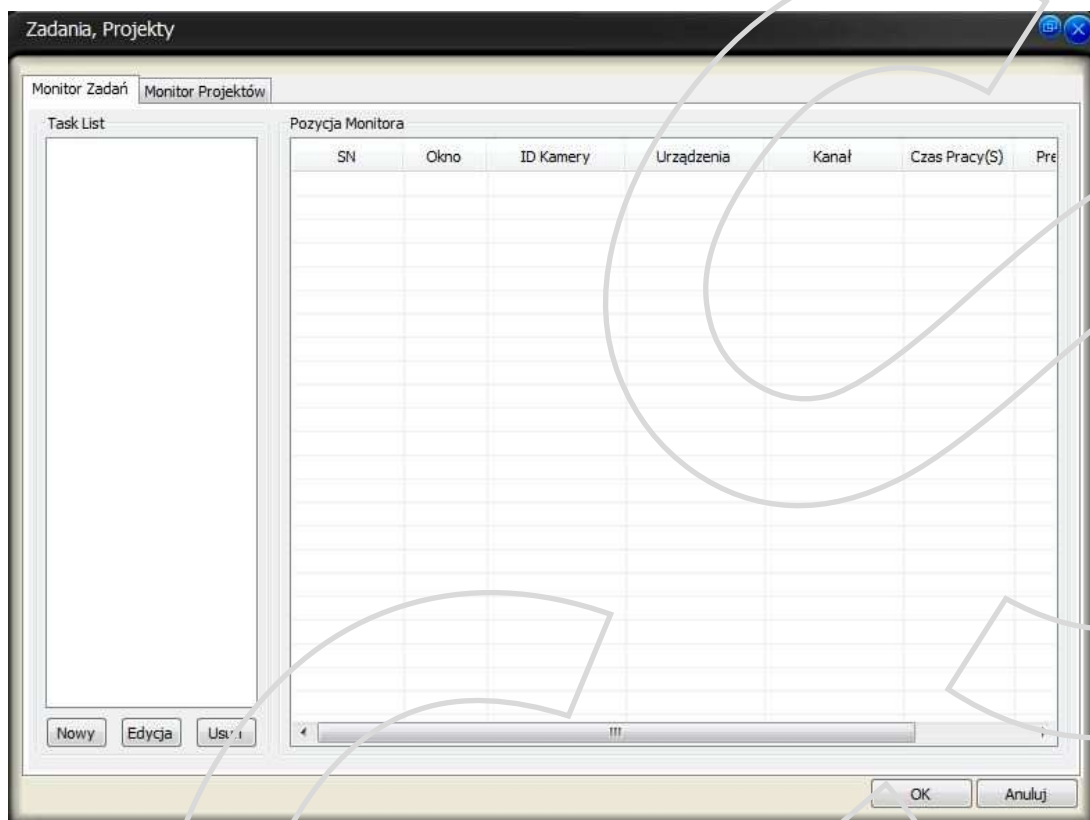 Zadania, Projekty
Monitor Zadań Monitor Projektów
Task List
Pozycja Monitora
SN Okno ID Kamery Urządzenia Kanał Czas Pracy(S) Pre
Nowy Edycja
OK Anuluj